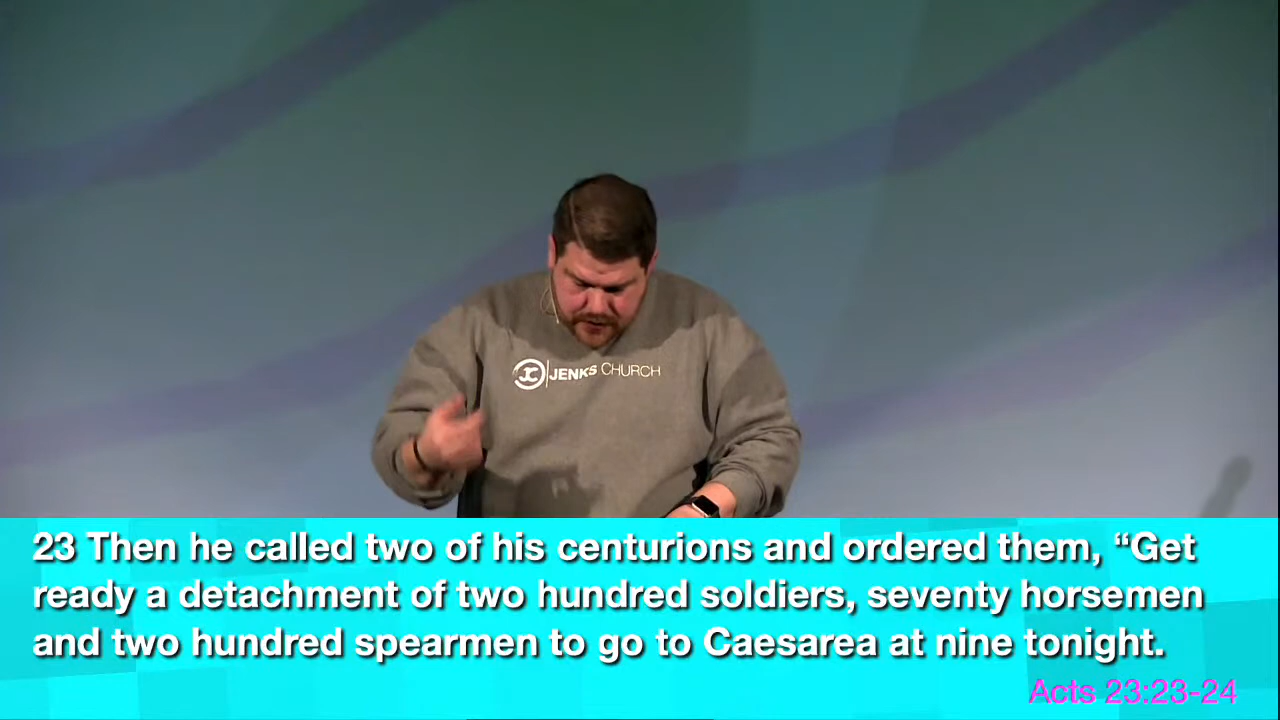 JC JENKS CHURCH
23 Then he called two of his centurions and ordered them, “Get
ready a detachment of two hundred soldiers, seventy horsemen
and two hundred spearmen to go to Caesarea at nine tonight.
Acts 23:23-24